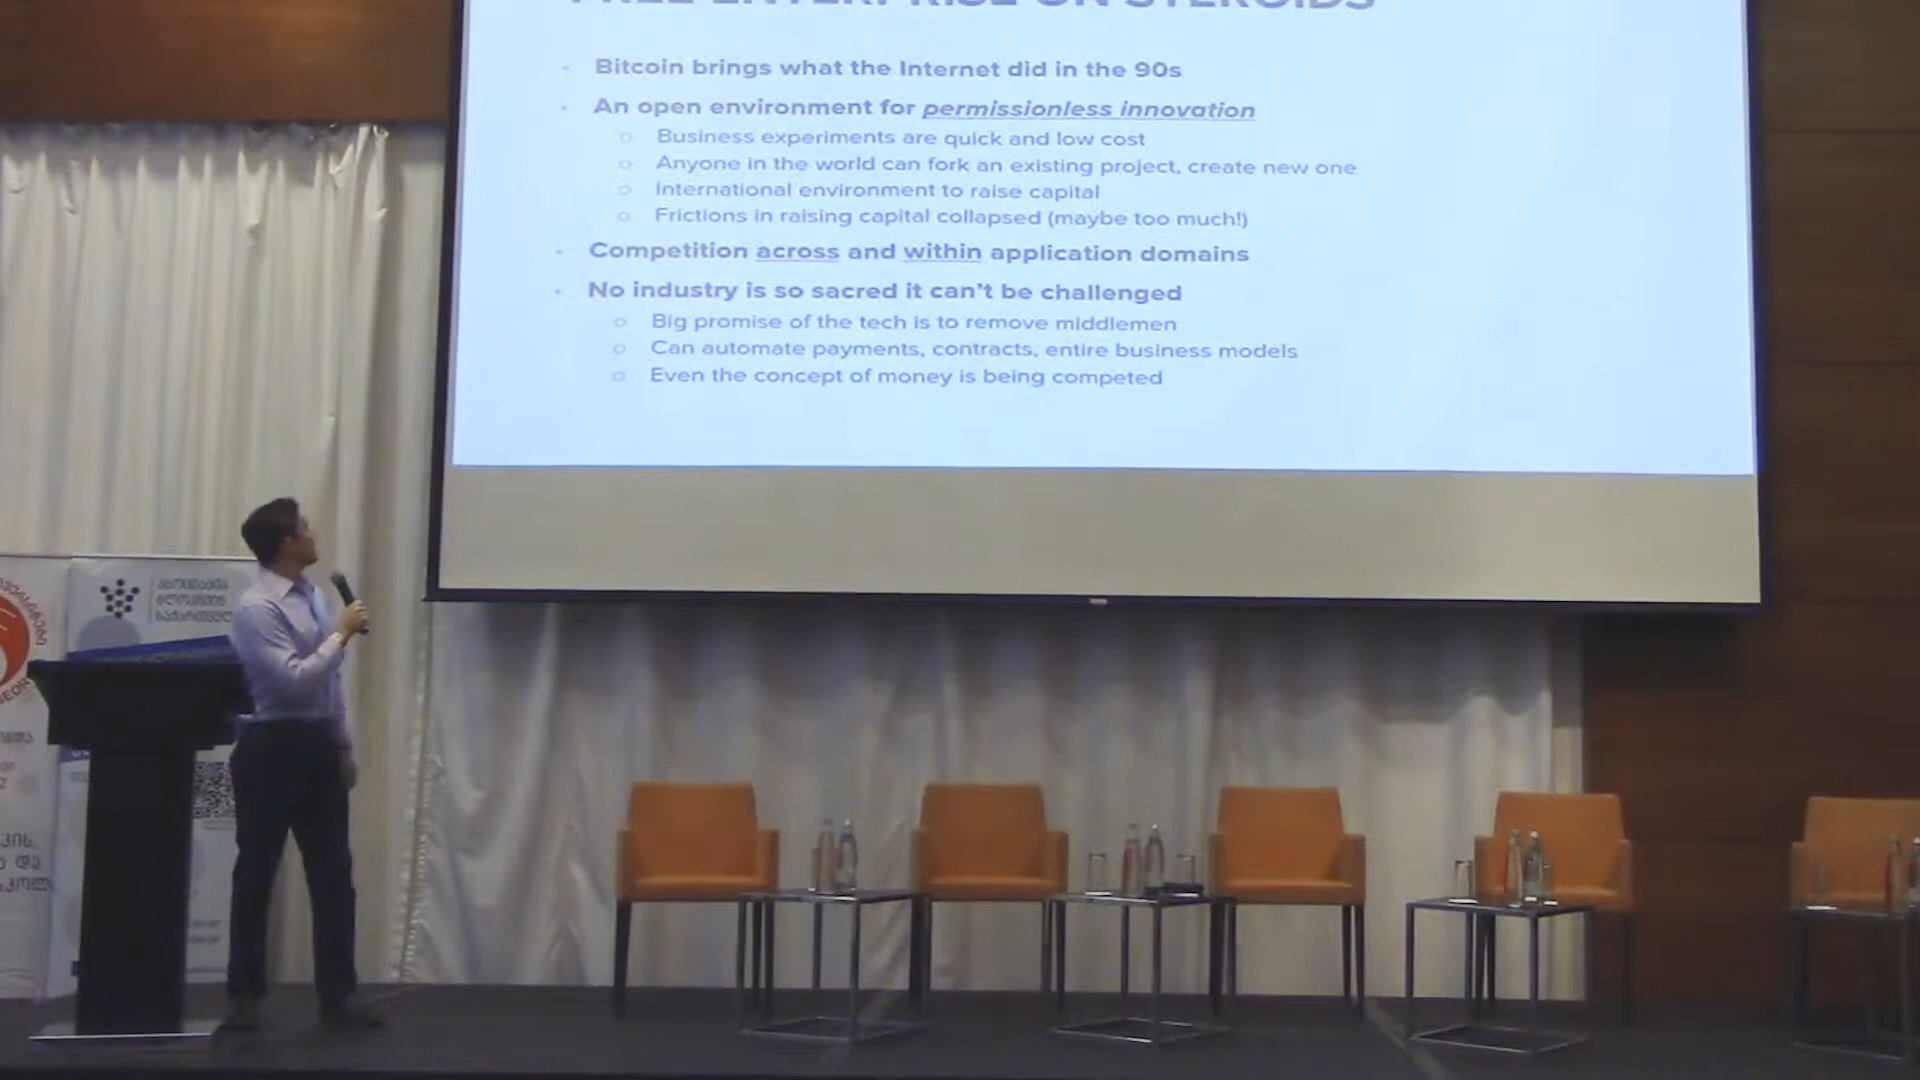 FREE ENTERPRISE ON STEROIDS
Bitcoin brings what the Internet did in the 90s
An open environment for permissionless innovation
Business experiments are quick and low cost
Anyone in the world can fork an existing project, create new one
International environment to raise capital
Frictions in raising capital collapsed (maybe too much!)
Competition across and within application domains
No industry is so sacred it can't be challenged
Big promise of the tech is to remove middlemen
Can automate payments, contracts, entire business models
Even the concept of money is being competed